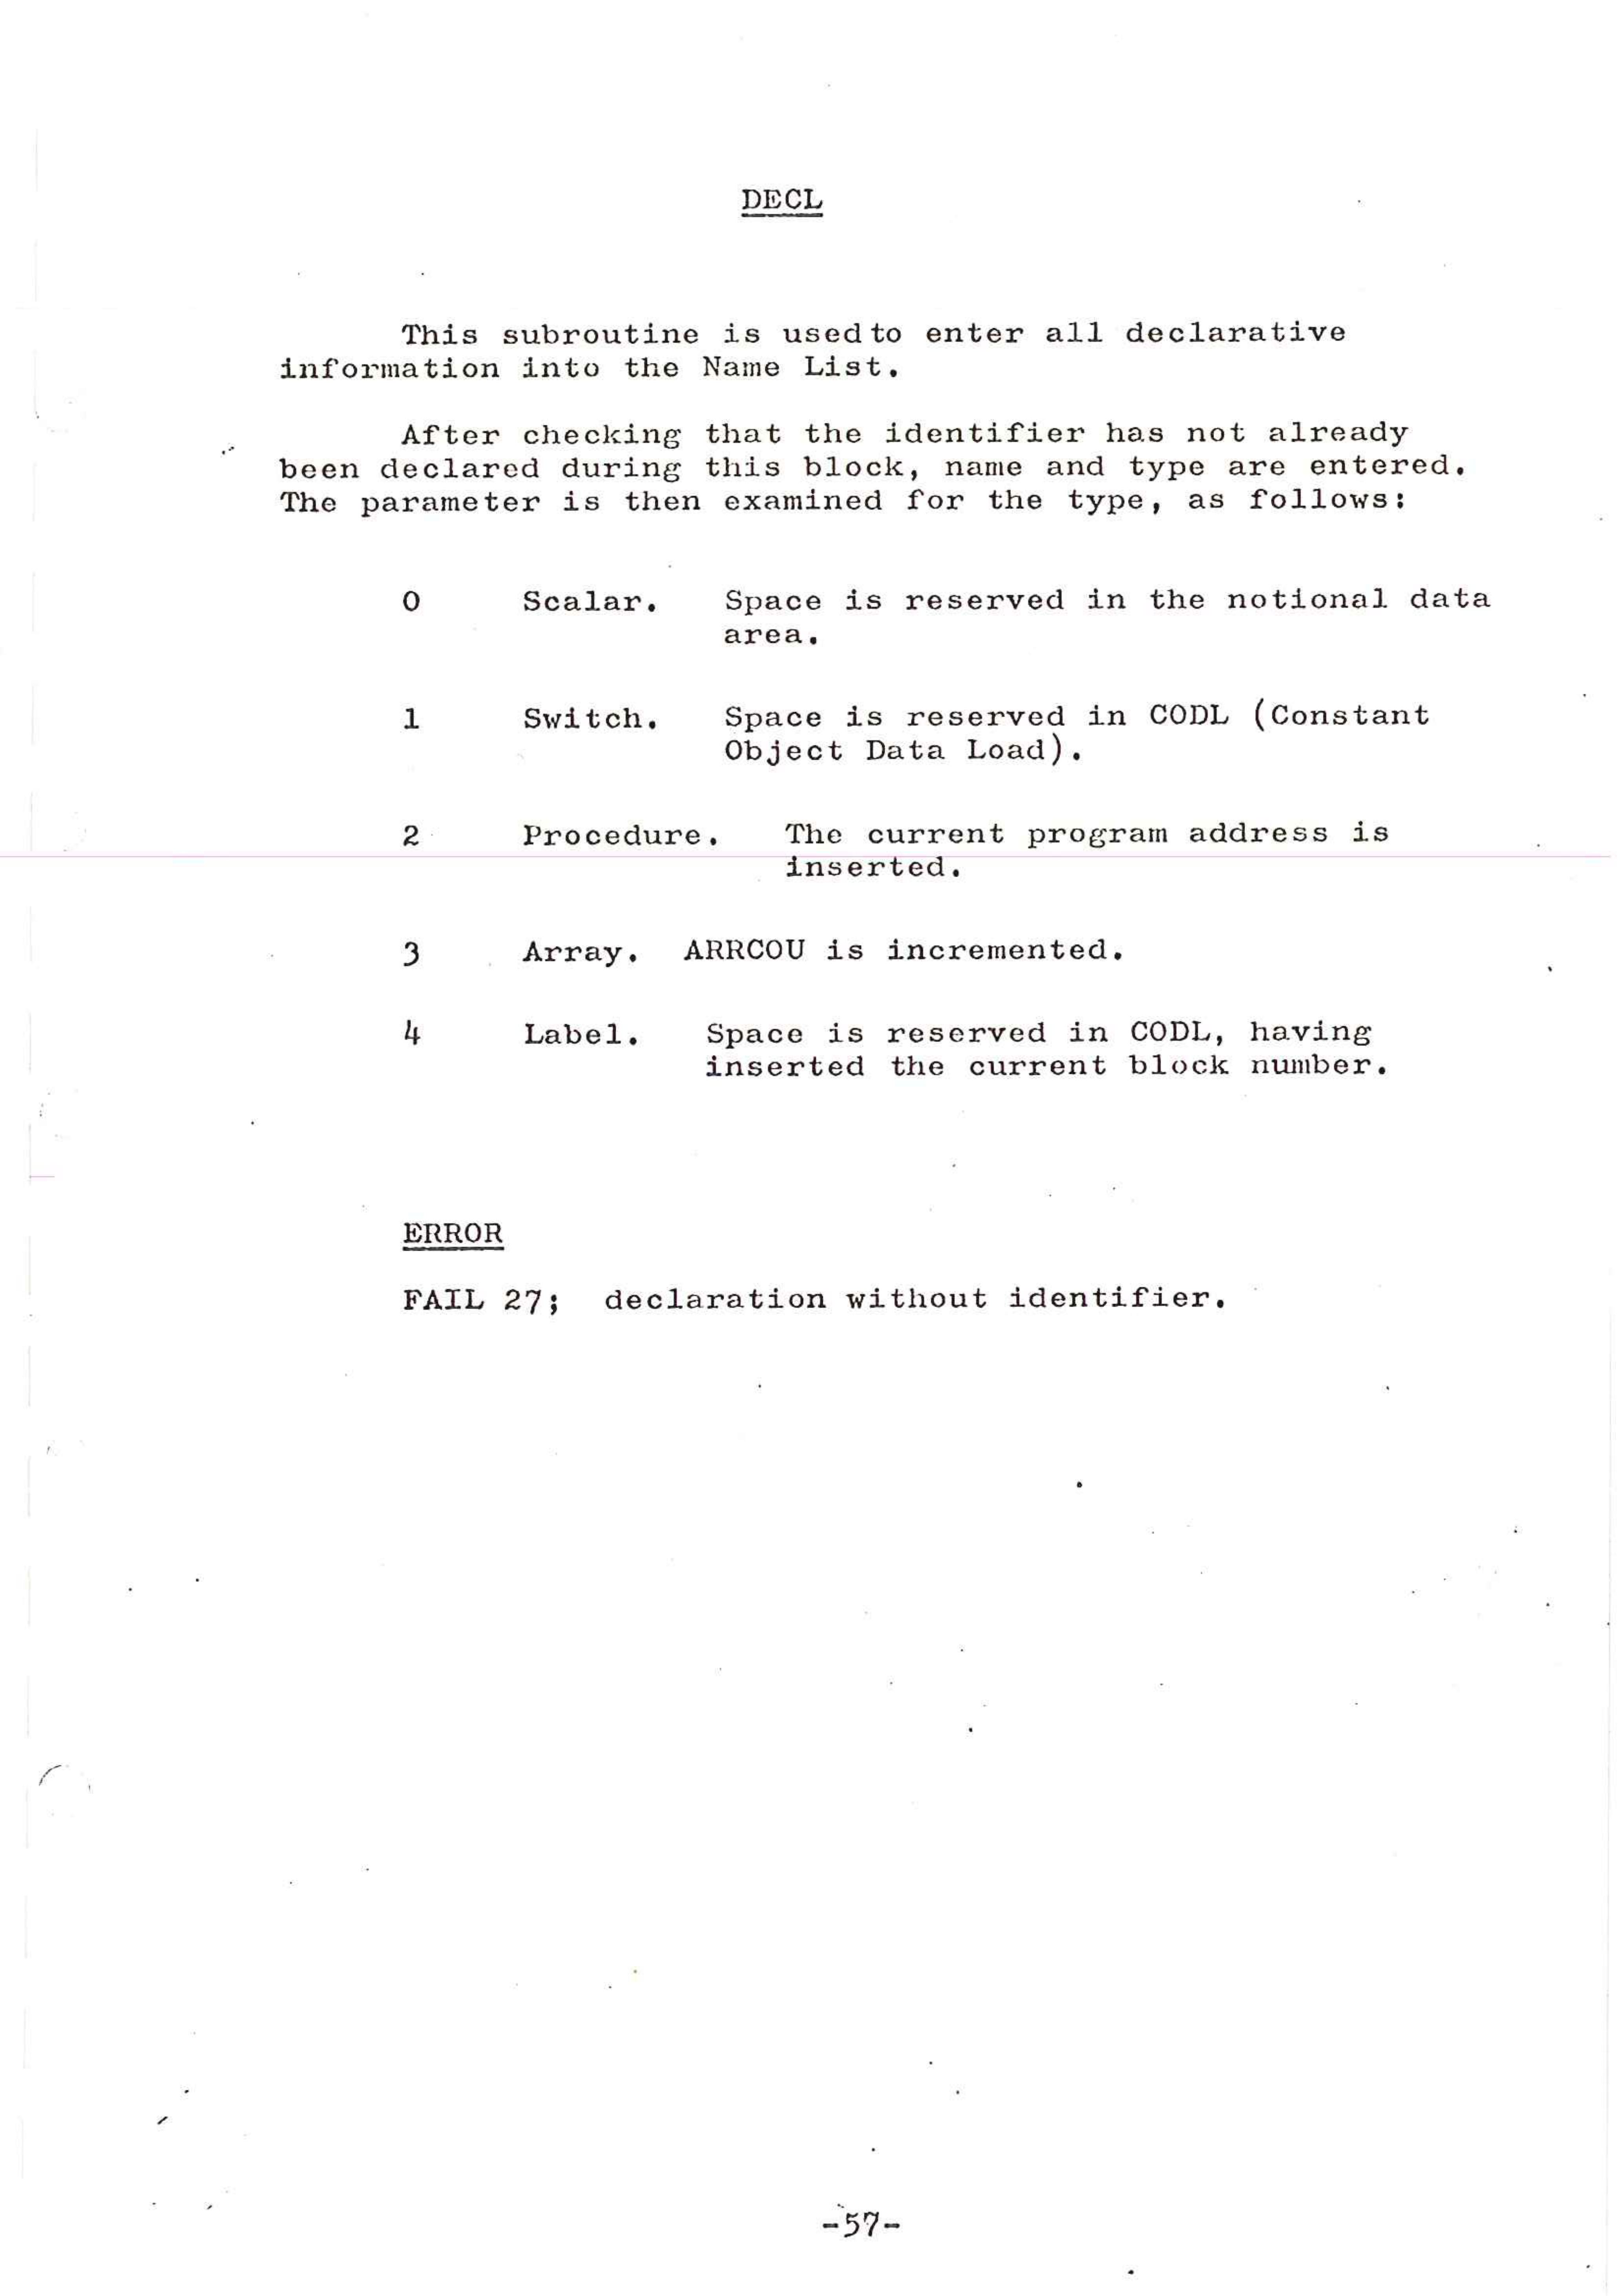 DECL
This subroutine is used to enter all declarative
information into the Name List.
After checking that the identifier has not already
been declared during this block, name and type are entered.
The parameter is then examined for the type, as follows:
0 Scalar. Space is reserved in the notional data
area.
1 Switch. Space is reserved in CODL (Constant
Object Data Load).
2 Procedure. The current program address is
inserted.
3 Array. ARRCOU is incremented.
4 Label. Space is reserved in CODL, having
inserted the current block number.
ERROR
FAIL 27; declaration without identifier.
-57-